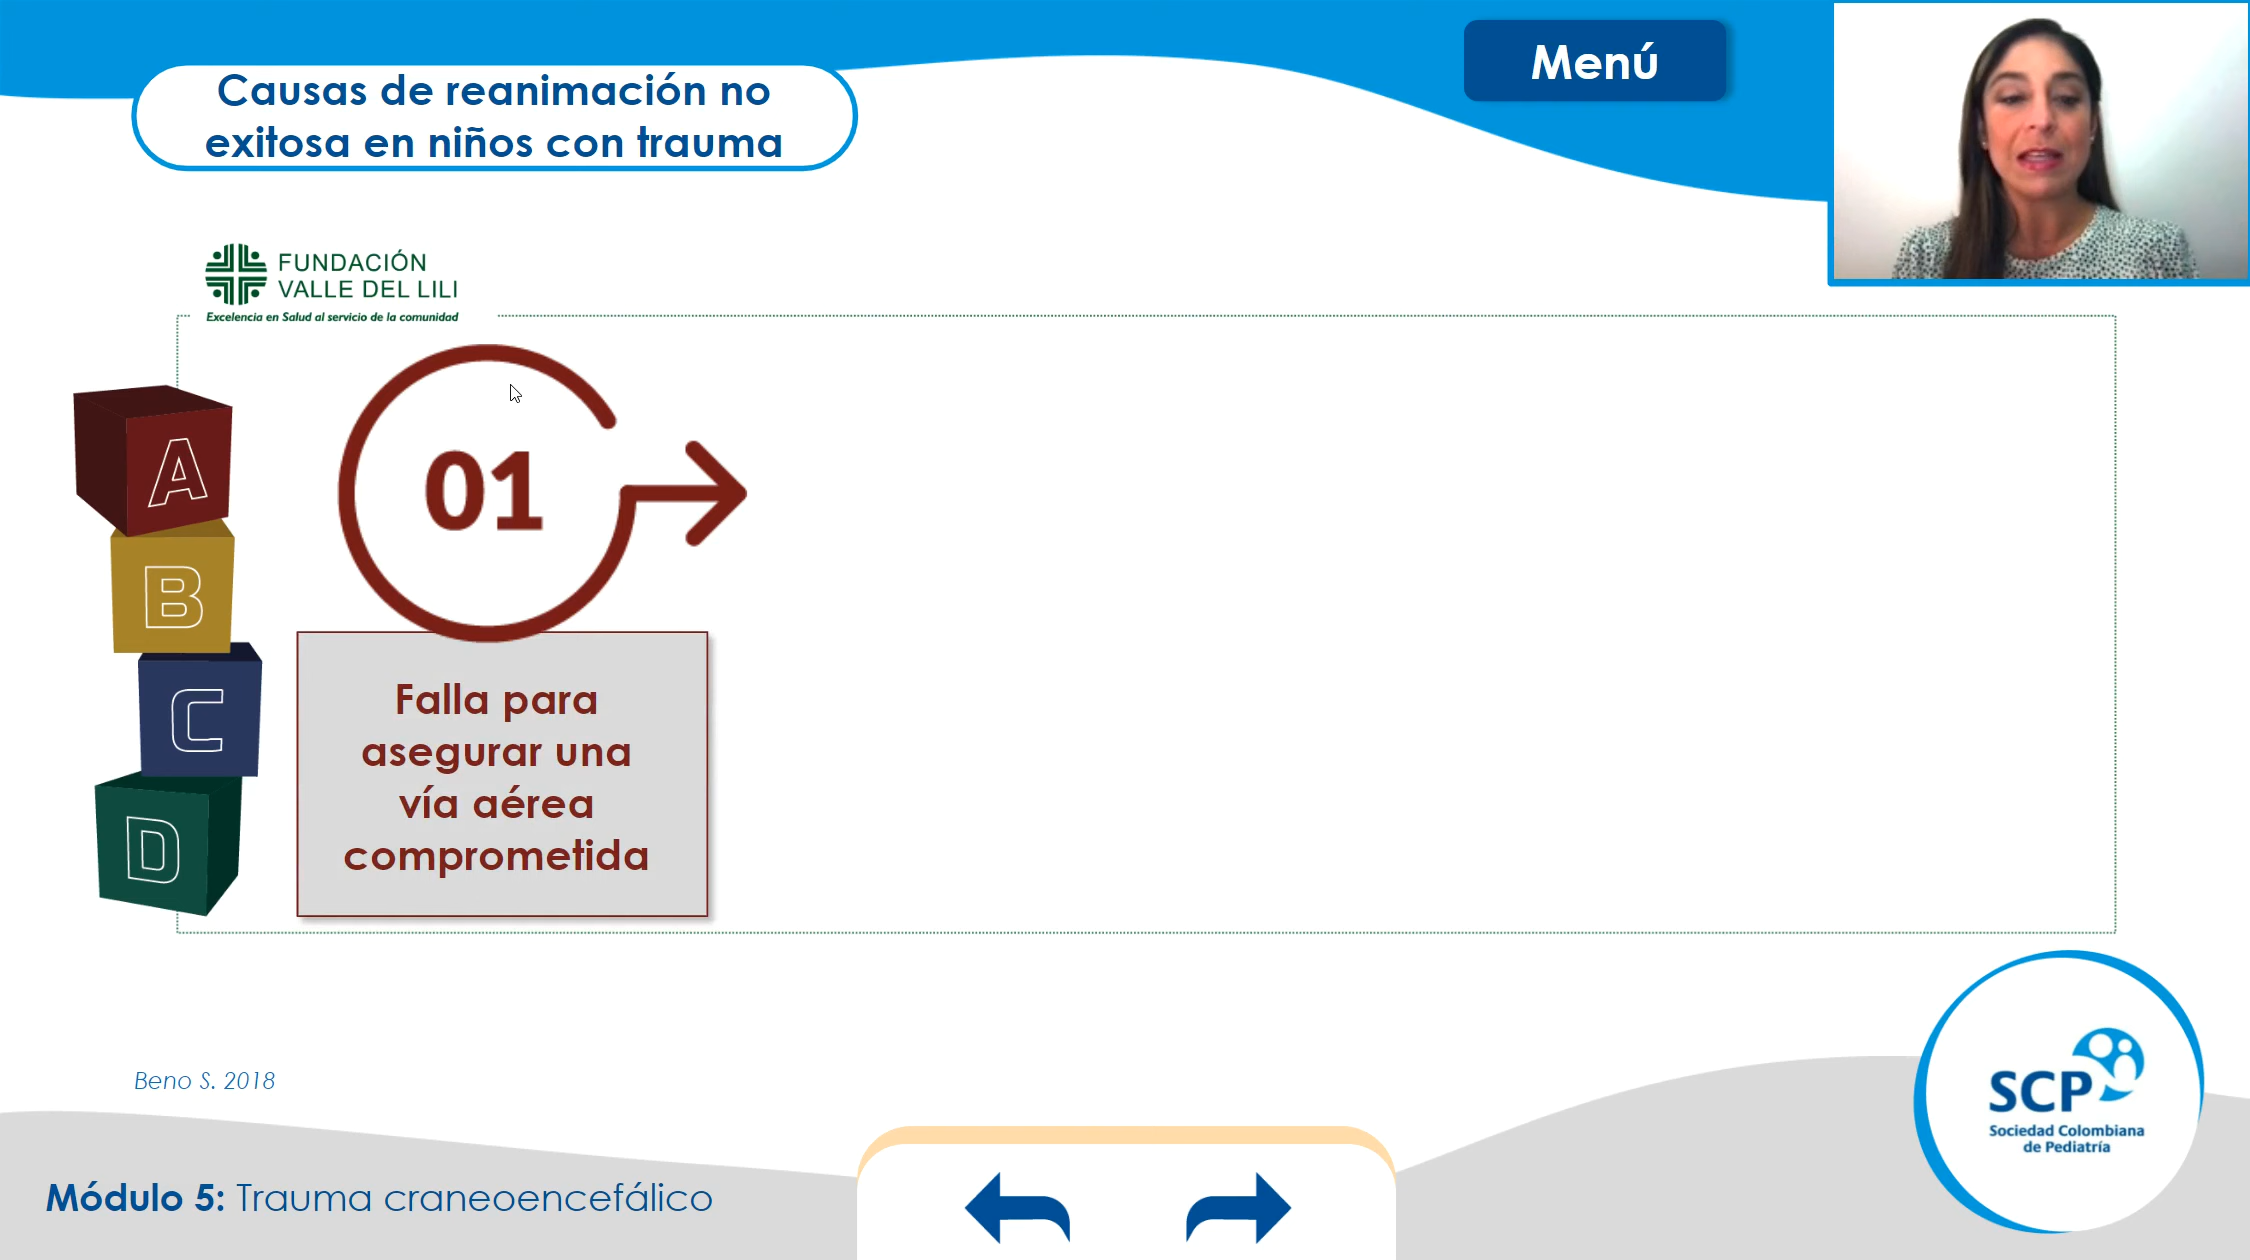 Causas de reanimación no
exitosa en niños con trauma
Menú
FUNDACIÓN
VALLE DEL LILI
Excelencia en Salud al servicio de la comunidad
A
B
C
D
01
Falla para
asegurar una
vía aérea
comprometida
Beno S. 2018
SCP
Sociedad Colombiana
de Pediatría
Módulo 5: Trauma craneoencefálico